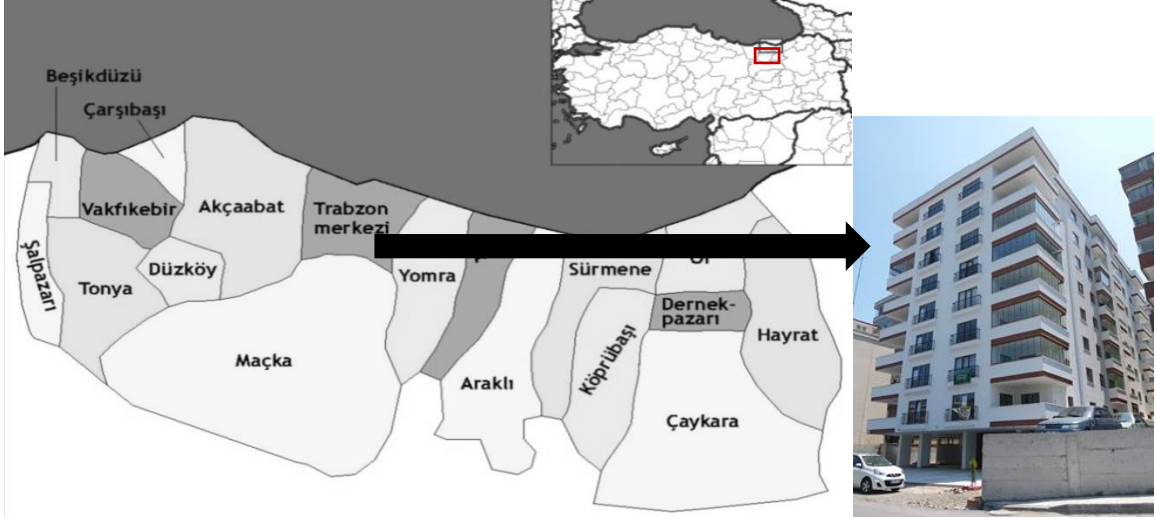 Beşikdüzü
Çarşıbaşı
Vakfıkebir
Akçaabat
Trabzon
merkezi
Şalpazarı
Tonya
Düzköy
Yomra
Sürmene
Of
Dernek-
pazarı
Hayrat
Maçka
Araklı
Köprübaşı
Çaykara